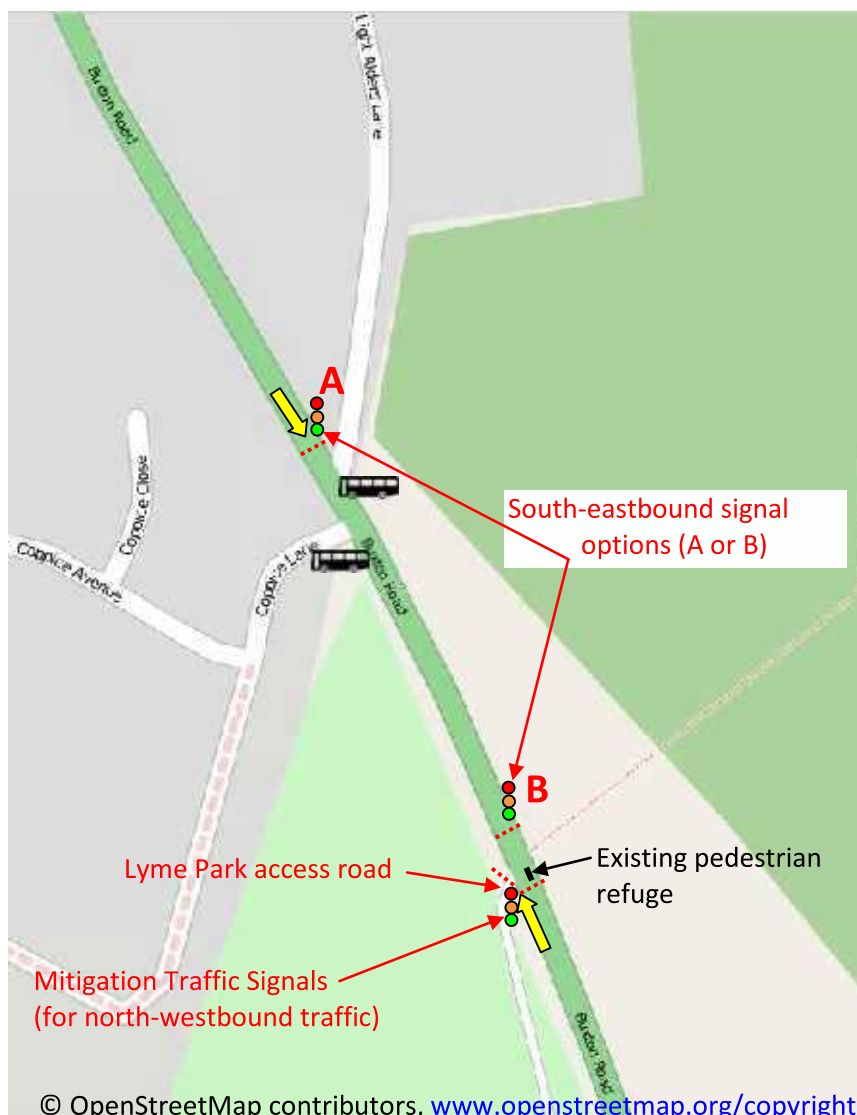 Buxton Road
Light Alders Lane
A
South-eastbound signal
options (A or B)
Coppice Close
Coppice Avenue
Coppice Lane
Buxton Road
B
Existing pedestrian
refuge
Lyme Park access road
Mitigation Traffic Signals
(for north-westbound traffic)
Buxton Road
© OpenStreetMap contributors, www.openstreetmap.org/copyright